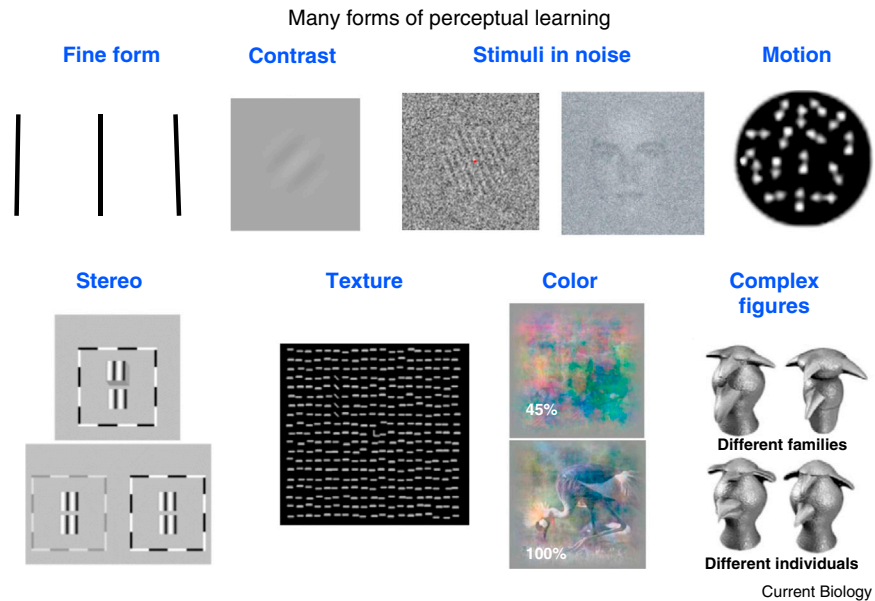 Many forms of perceptual learning
Fine form
Contrast
Stimuli in noise
Motion
Stereo
Texture
Color
Complex
figures
45%
100%
Different families
Different individuals
Current Biology